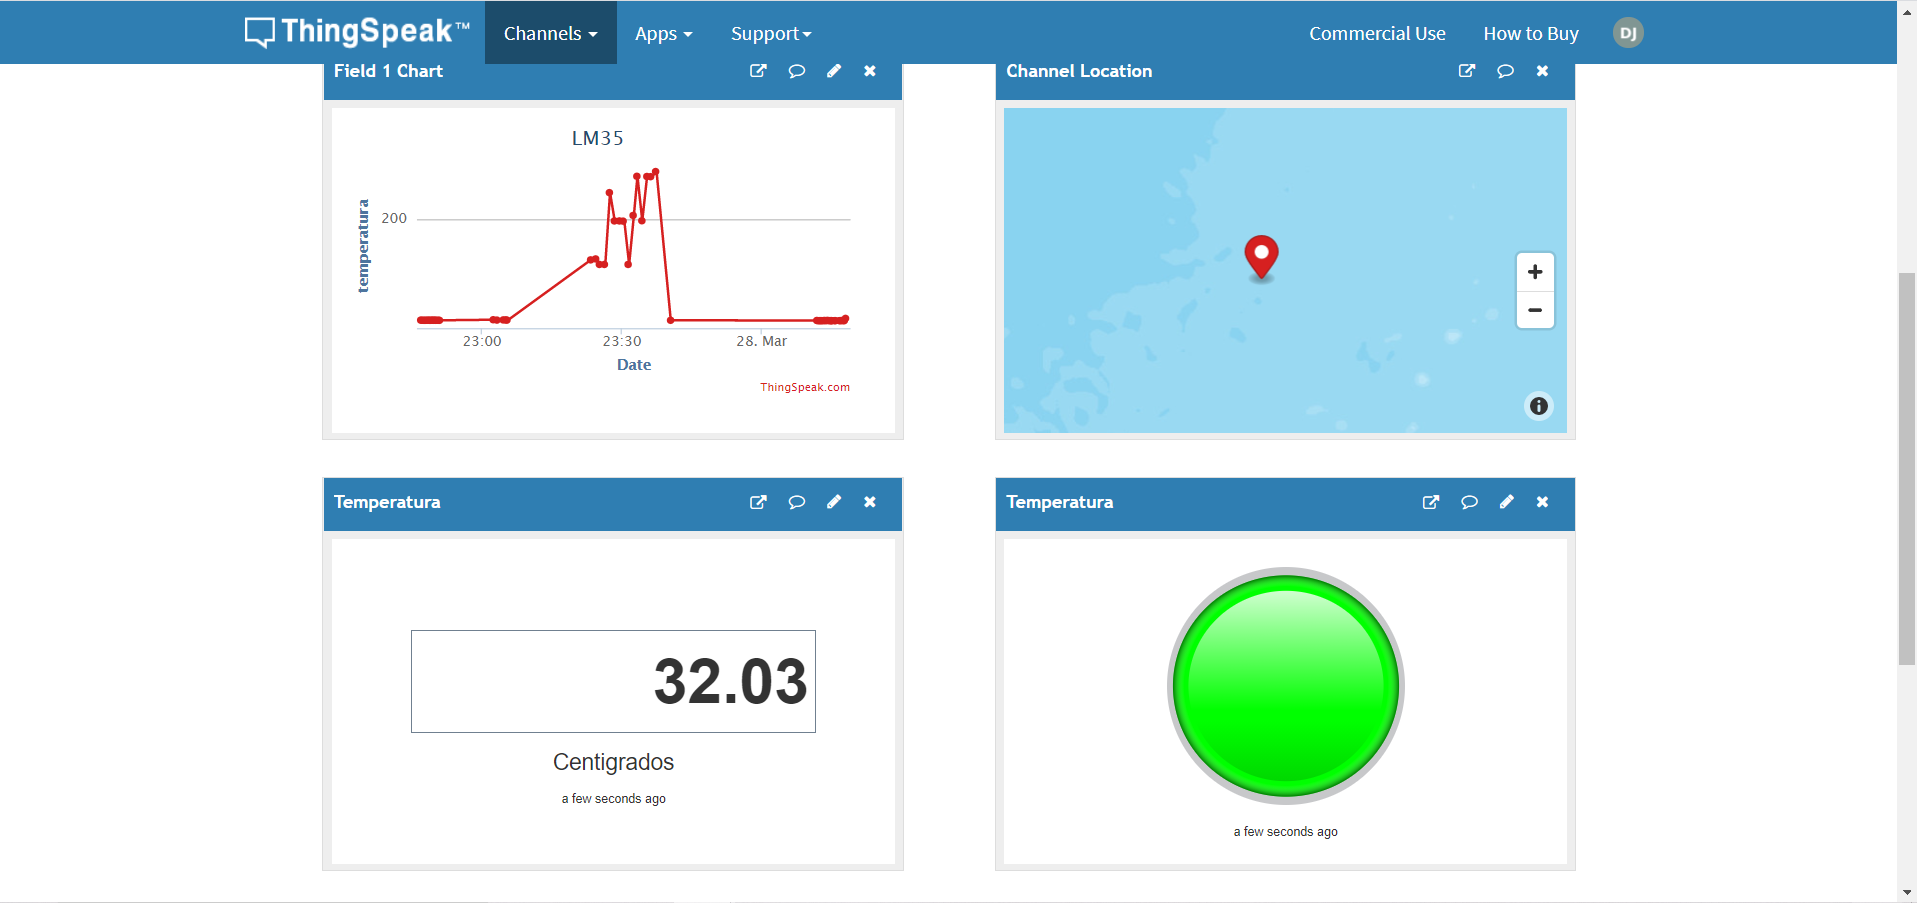 ThingSpeak™
Channels
Apps
Support
Commercial Use
How to Buy
DJ
Field 1 Chart
LM35
temperatura
200
23:00
23:30
28. Mar
Date
ThingSpeak.com
Channel Location
+
−
i
Temperatura
32.03
Centigrados
a few seconds ago
Temperatura
a few seconds ago